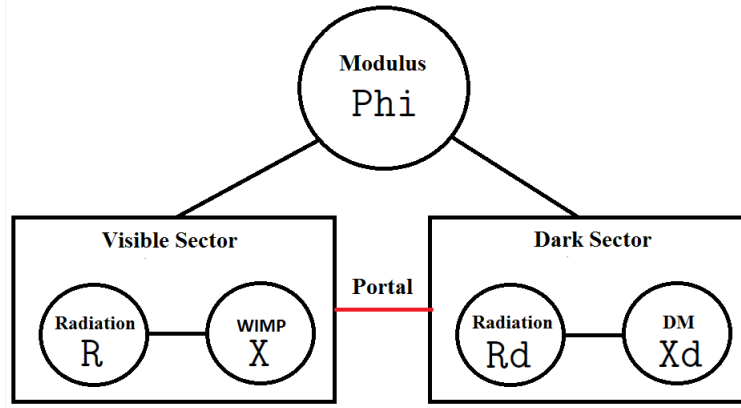 Modulus
Phi
Visible Sector
Dark Sector
Portal
Radiation
R
WIMP
X
Radiation
Rd
DM
Xd